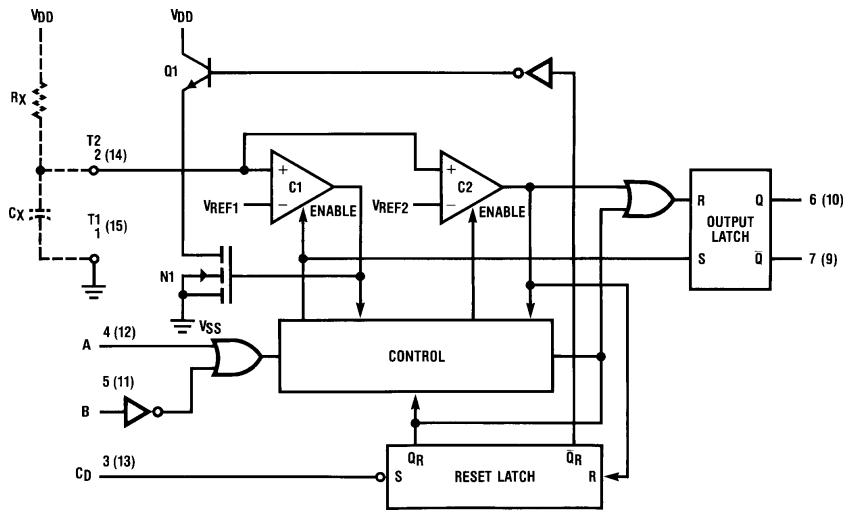 VDD
VDD
Q1
RX
T2
2 (14)
CX
T1
1 (15)
+
C1
−
VREF1
ENABLE
+
C2
−
VREF2
ENABLE
R
Q
OUTPUT
LATCH
S
Q̅
6 (10)
7 (9)
N1
VSS
4 (12)
A
CONTROL
5 (11)
B
3 (13)
CD
QR
Q̅R
S
RESET LATCH
R